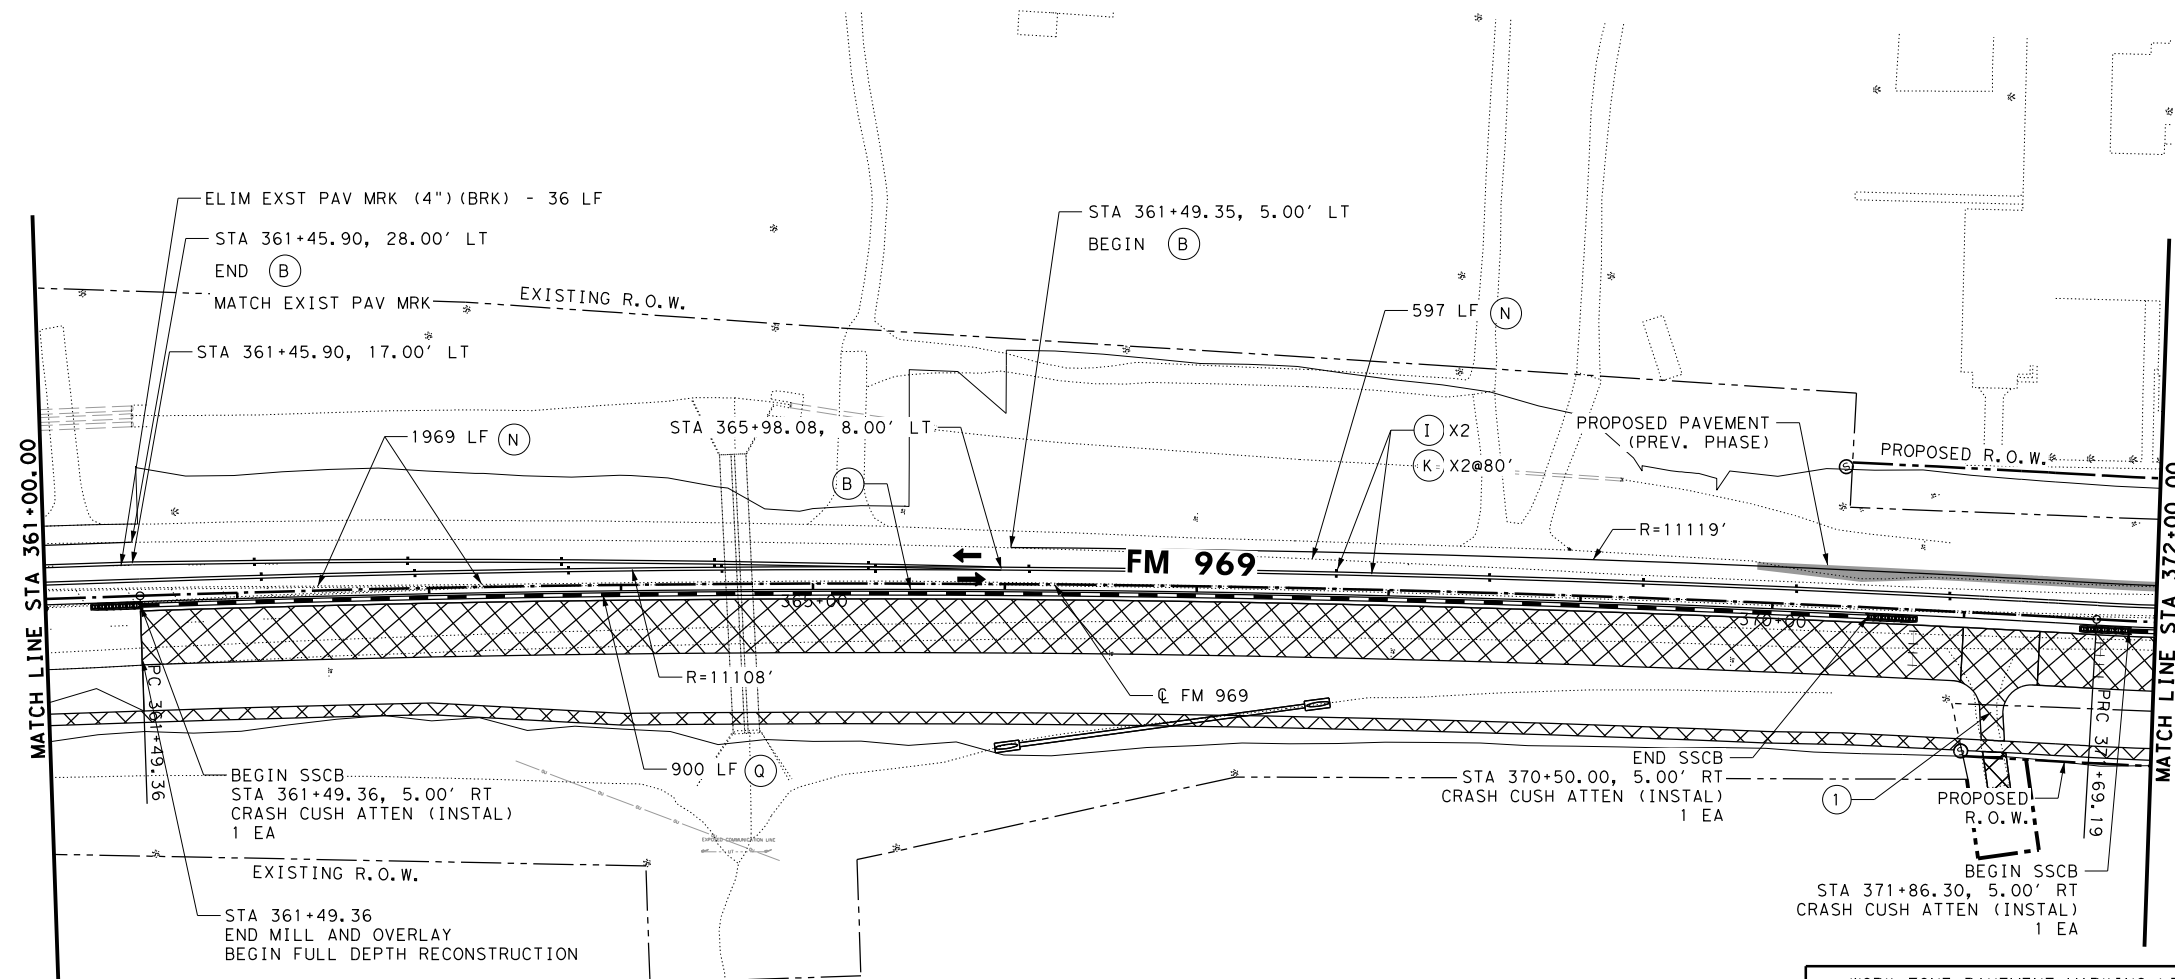 ELIM EXST PAV MRK (4")(BRK) - 36 LF
STA 361+45.90, 28.00' LT
END B
MATCH EXIST PAV MRK
STA 361+45.90, 17.00' LT
EXISTING R.O.W.
STA 361+49.35, 5.00' LT
BEGIN B
597 LF N
1969 LF N
STA 365+98.08, 8.00' LT
B
I X2
K X2@80'
PROPOSED PAVEMENT
(PREV. PHASE)
PROPOSED R.O.W.
R=11119'
FM 969
365+00
370+00
MATCH LINE STA 361+00.00
MATCH LINE STA 372+00.00
PC 361+49.36
PRC 371+69.19
R=11108'
℄ FM 969
900 LF Q
BEGIN SSCB
STA 361+49.36, 5.00' RT
CRASH CUSH ATTEN (INSTAL)
1 EA
EXPOSED COMMUNICATION LINE
END SSCB
STA 370+50.00, 5.00' RT
CRASH CUSH ATTEN (INSTAL)
1 EA
1
PROPOSED
R.O.W.
EXISTING R.O.W.
STA 361+49.36
END MILL AND OVERLAY
BEGIN FULL DEPTH RECONSTRUCTION
BEGIN SSCB
STA 371+86.30, 5.00' RT
CRASH CUSH ATTEN (INSTAL)
1 EA